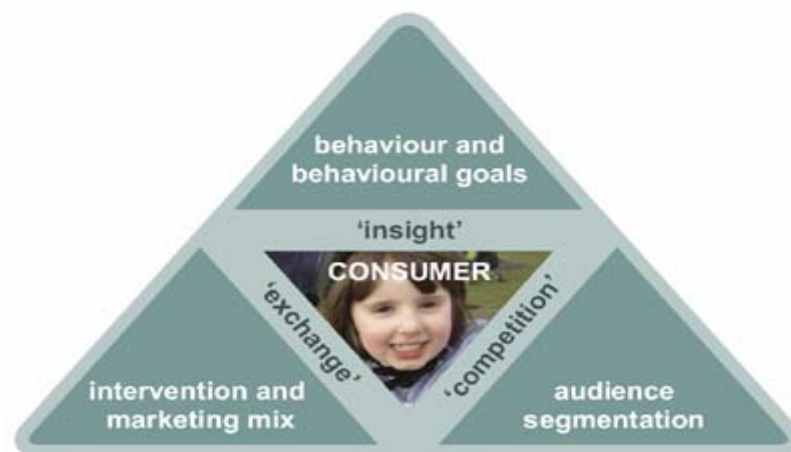 behaviour and
behavioural goals
'insight'
CONSUMER
'exchange'
'competition'
intervention and
marketing mix
audience
segmentation